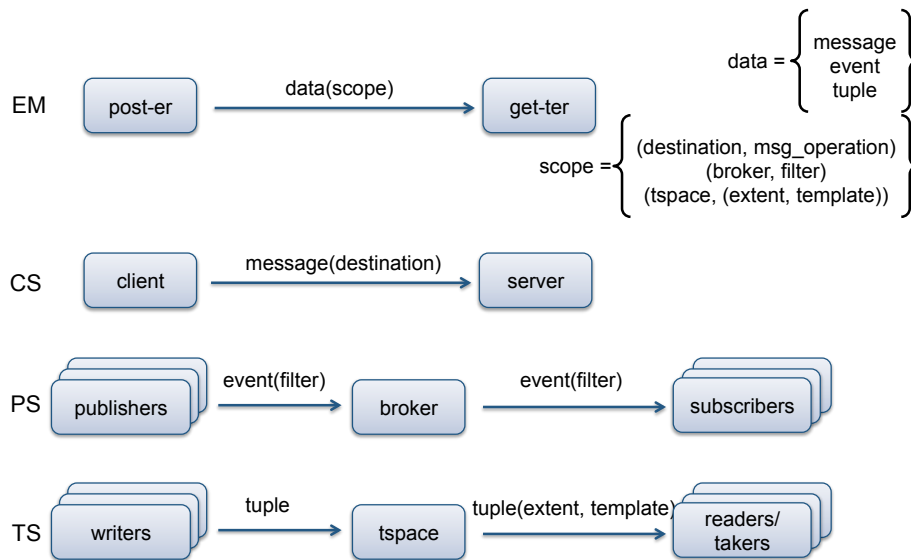 data =
message
event
tuple
EM
post-er
data(scope)
get-ter
scope =
(destination, msg_operation)
(broker, filter)
(tspace, (extent, template))
CS
client
message(destination)
server
PS
publishers
event(filter)
broker
event(filter)
subscribers
TS
writers
tuple
tspace
tuple(extent, template)
readers/
takers